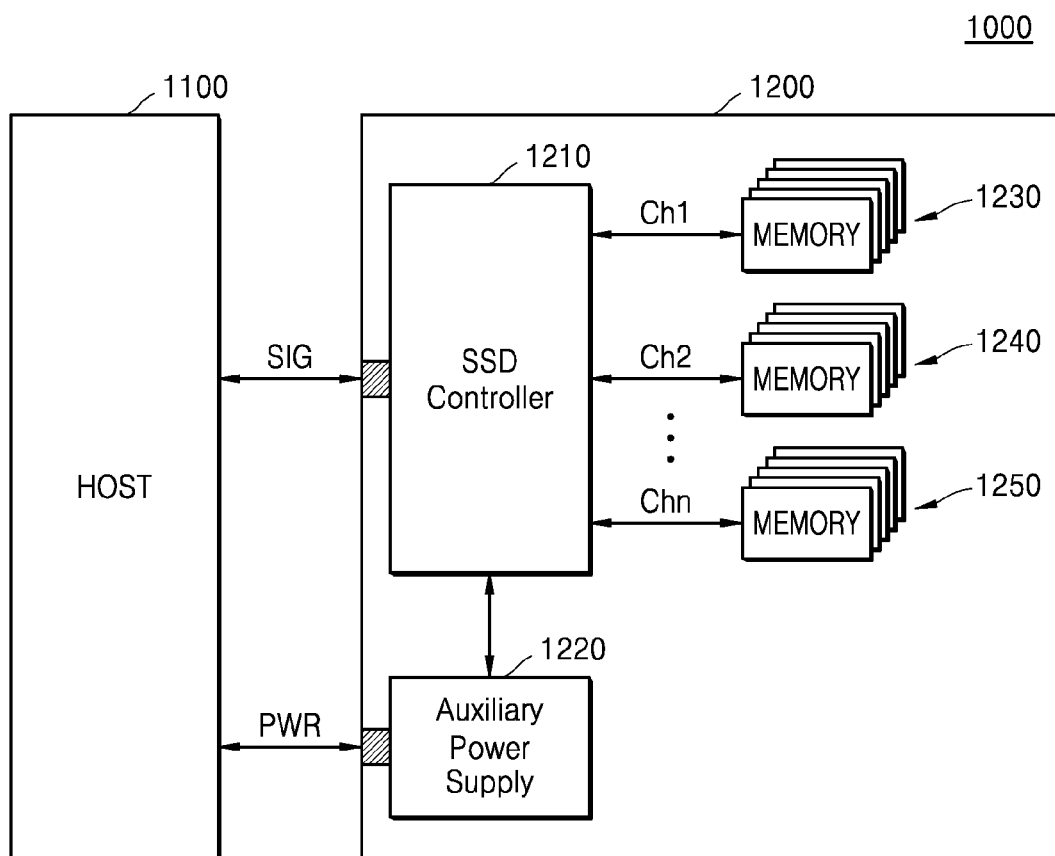 1000
1100
1200
1210
Ch1
MEMORY
1230
SIG
SSD
Controller
Ch2
MEMORY
1240
HOST
Chn
MEMORY
1250
1220
PWR
Auxiliary
Power
Supply